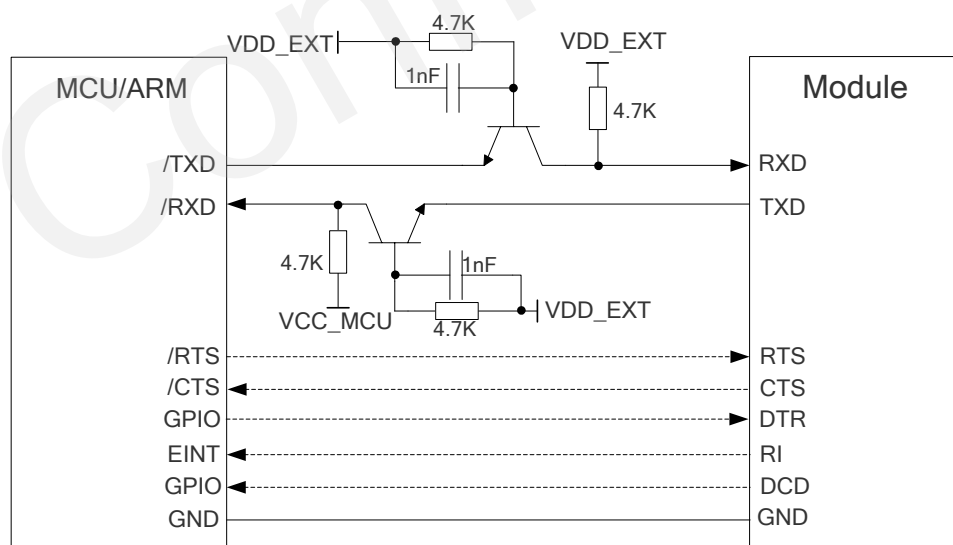 4.7K
VDD_EXT
VDD_EXT
1nF
MCU/ARM
Module
4.7K
/TXD
RXD
/RXD
TXD
4.7K
1nF
VDD_EXT
VCC_MCU
4.7K
/RTS
RTS
/CTS
CTS
GPIO
DTR
EINT
RI
GPIO
DCD
GND
GND